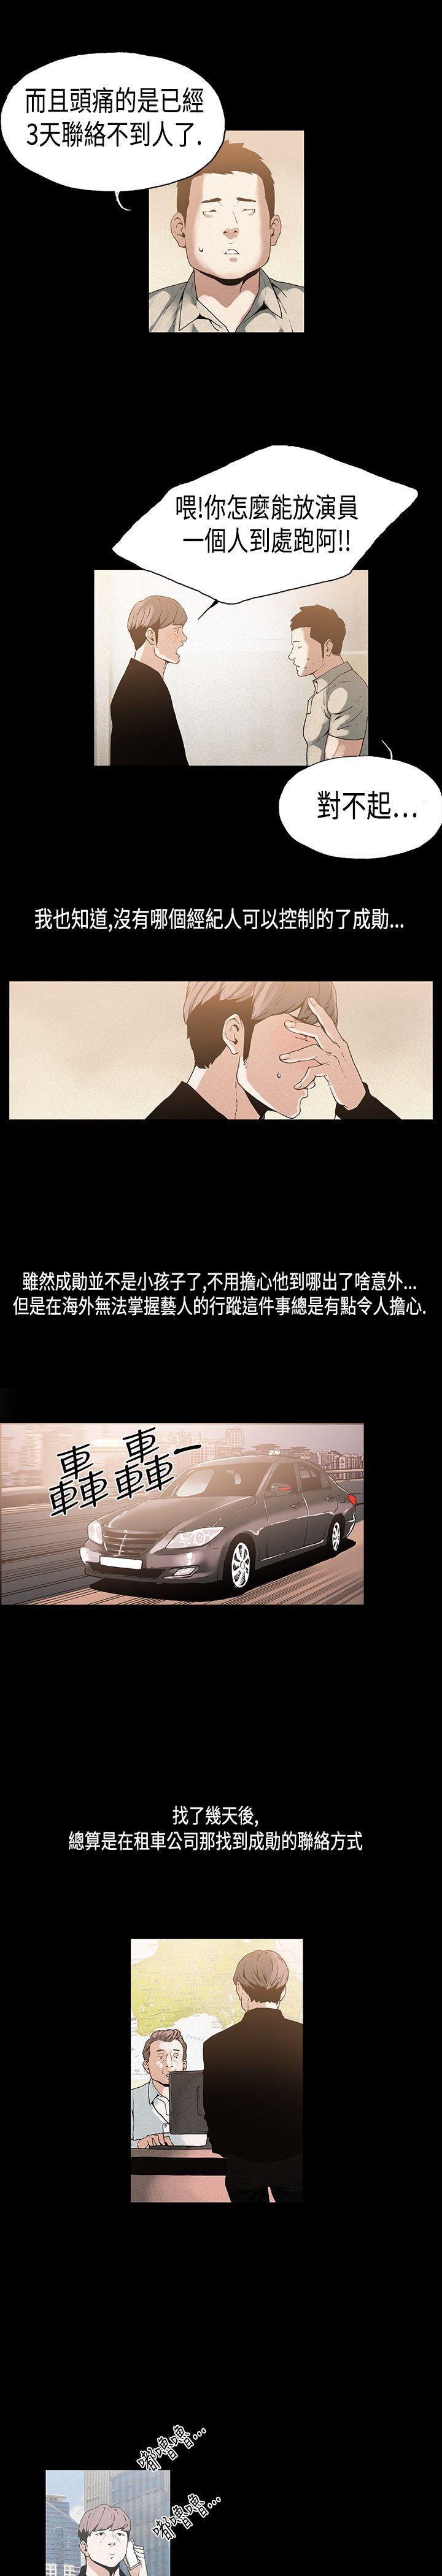 而且頭痛的是已經
3天聯絡不到人了.
喂!你怎麼能放演員
一個人到處跑阿!!
對不起...
我也知道,沒有哪個經紀人可以控制的了成勛...
雖然成勛並不是小孩子了,不用擔心他到哪出了啥意外...
但是在海外無法掌握藝人的行蹤這件事總是有點令人擔心.
轟 轟—
找了幾天後,
總算是在租車公司那找到成勛的聯絡方式
嘟嚕嚕...
嘟嚕嚕...